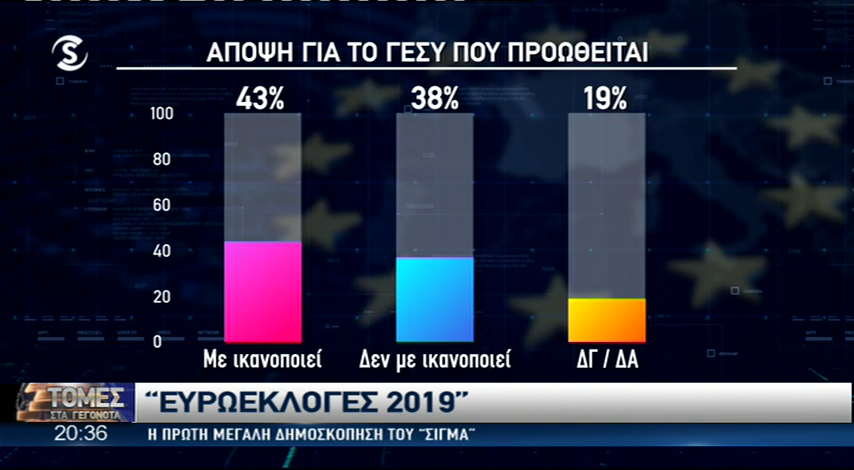 ΑΠΟΨΗ ΓΙΑ ΤΟ ΓΕΣΥ ΠΟΥ ΠΡΟΩΘΕΙΤΑΙ
43% 38% 19%
100
80
60
40
20
0
Με ικανοποιεί Δεν με ικανοποιεί ΔΓ / ΔΑ
ΤΟΜΕΣ
ΣΤΑ ΓΕΓΟΝΟΤΑ
“ΕΥΡΩΕΚΛΟΓΕΣ 2019”
20:36
Η ΠΡΩΤΗ ΜΕΓΑΛΗ ΔΗΜΟΣΚΟΠΗΣΗ ΤΟΥ “ΣΙΓΜΑ”